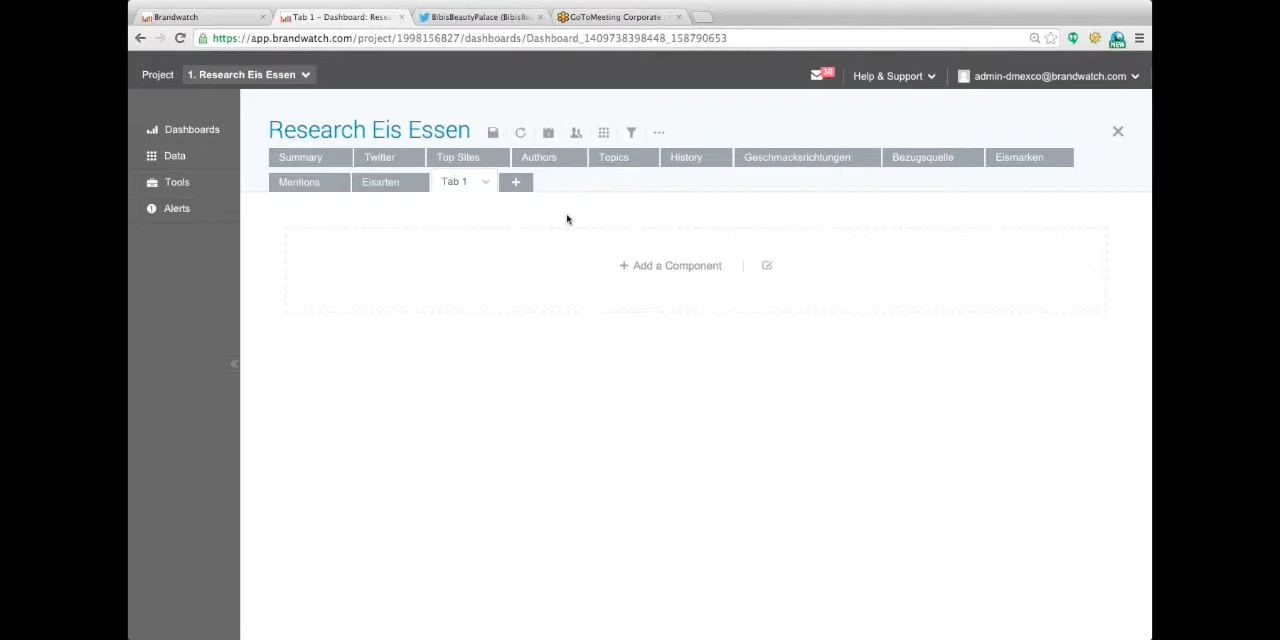 Brandwatch
Tab 1 - Dashboard: Resea
BibisBeautyPalace (BibisBe
GoToMeeting Corporate :
https://app.brandwatch.com/project/1998156827/dashboards/Dashboard_1409738398448_158790653
NEW
Project 1. Research Eis Essen
30
Help & Support
admin-dmexco@brandwatch.com
Dashboards
Data
Tools
Alerts
Research Eis Essen
Summary Twitter Top Sites Authors Topics History Geschmacksrichtungen Bezugsquelle Eismarken
Mentions Eisarten Tab 1 +
+ Add a Component